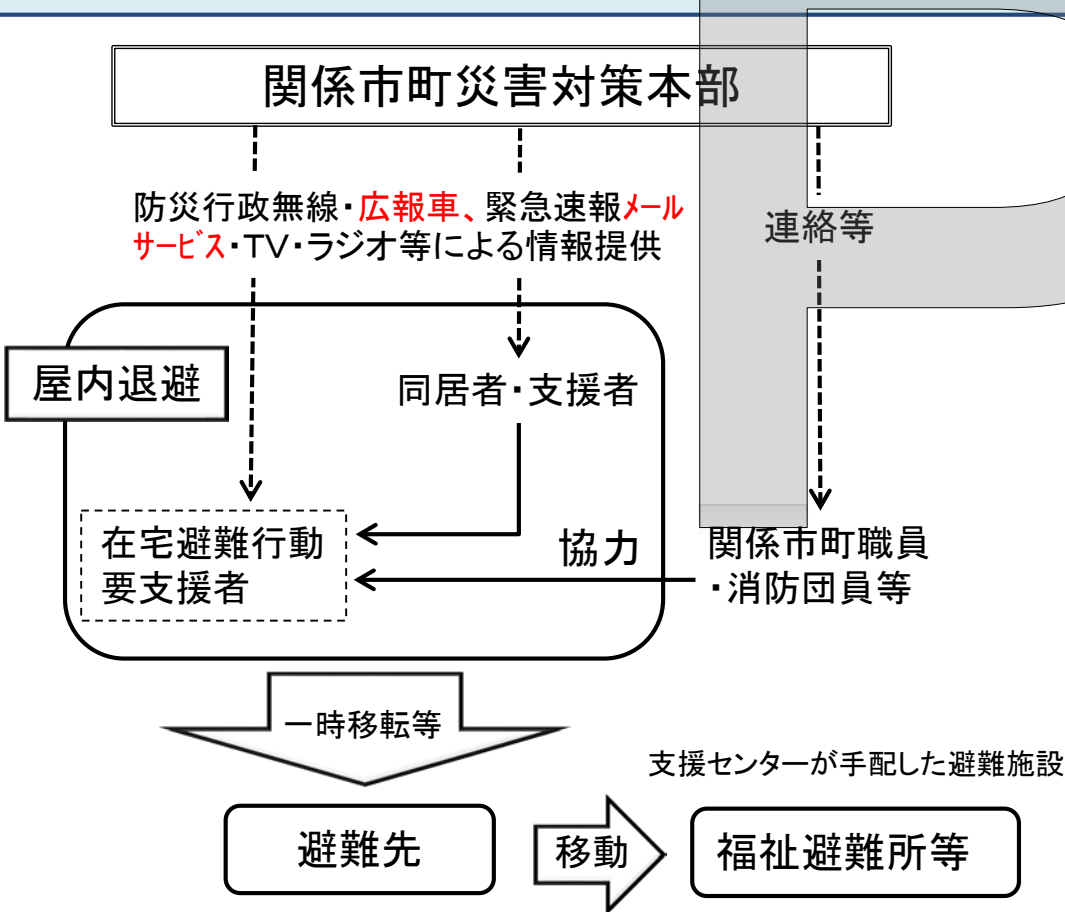 関係市町災害対策本部
防災行政無線・広報車、緊急速報メール
サービス・TV・ラジオ等による情報提供
連絡等
屋内退避
同居者・支援者
在宅避難行動
要支援者
協力
関係市町職員
・消防団員等
一時移転等
支援センターが手配した避難施設
避難先
移動
福祉避難所等